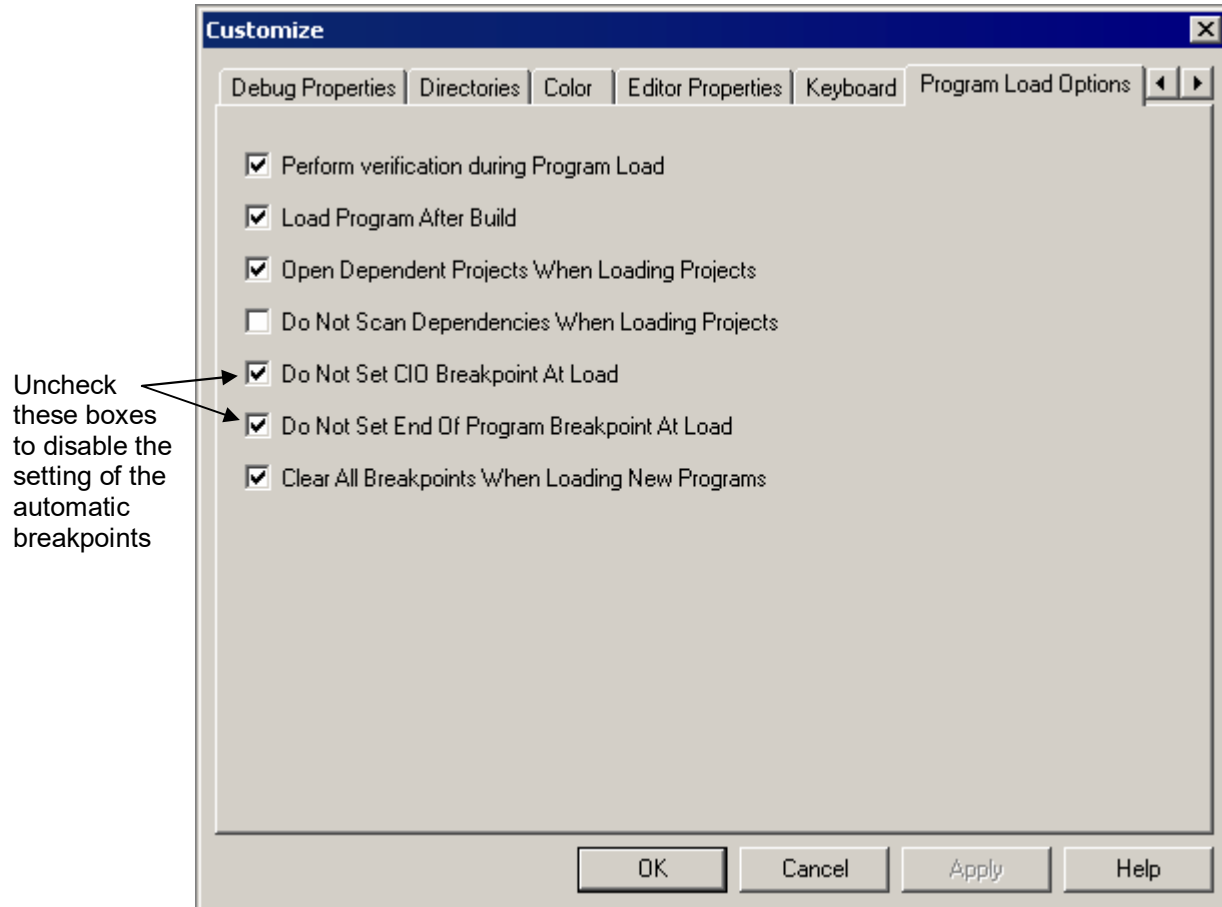 Customize
Debug Properties Directories Color Editor Properties Keyboard Program Load Options
Perform verification during Program Load
Load Program After Build
Open Dependent Projects When Loading Projects
Do Not Scan Dependencies When Loading Projects
Do Not Set CIO Breakpoint At Load
Do Not Set End Of Program Breakpoint At Load
Clear All Breakpoints When Loading New Programs
Uncheck
these boxes
to disable the
setting of the
automatic
breakpoints
OK Cancel Apply Help